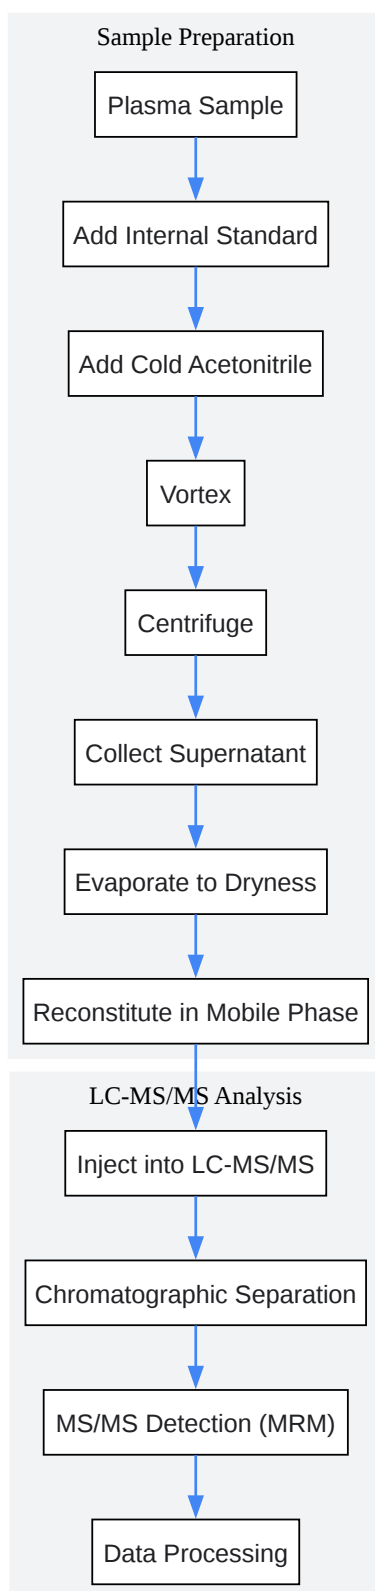 Sample Preparation
Plasma Sample
Add Internal Standard
Add Cold Acetonitrile
Vortex
Centrifuge
Collect Supernatant
Evaporate to Dryness
Reconstitute in Mobile Phase
LC-MS/MS Analysis
Inject into LC-MS/MS
Chromatographic Separation
MS/MS Detection (MRM)
Data Processing